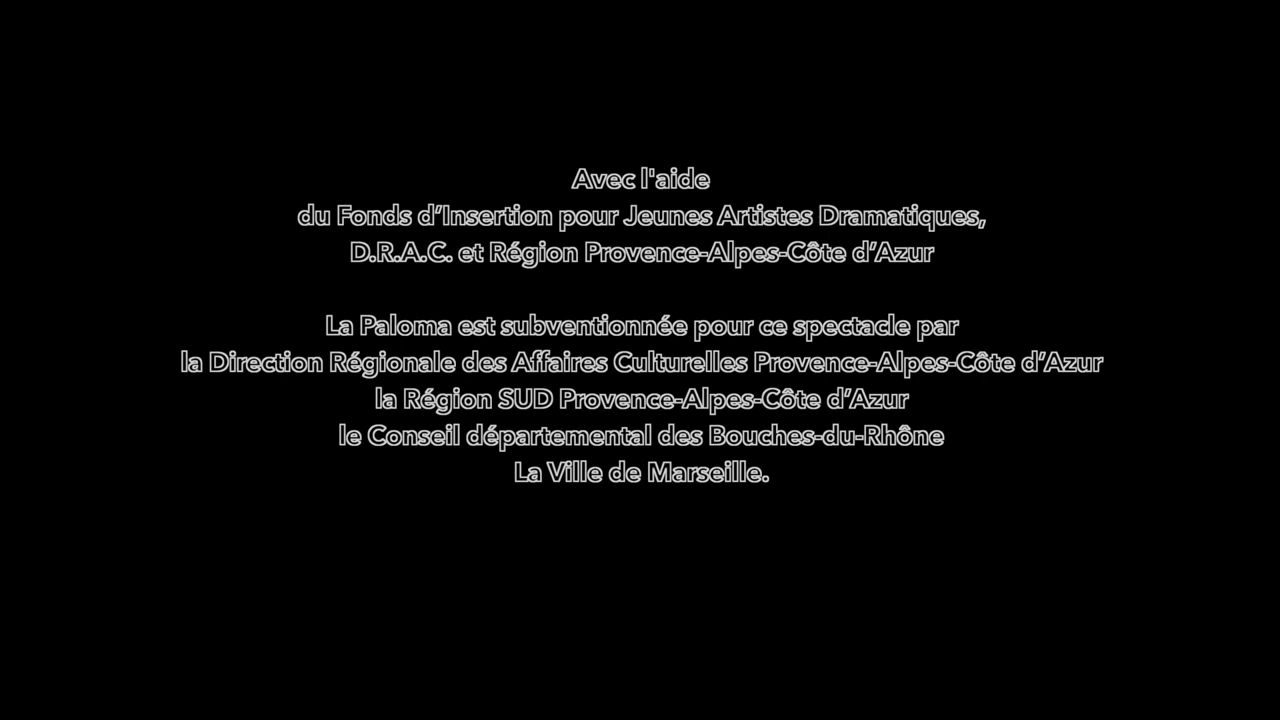 Avec l'aide
du Fonds d’Insertion pour Jeunes Artistes Dramatiques,
D.R.A.C. et Région Provence-Alpes-Côte d’Azur
La Paloma est subventionnée pour ce spectacle par
la Direction Régionale des Affaires Culturelles Provence-Alpes-Côte d’Azur
la Région SUD Provence-Alpes-Côte d’Azur
le Conseil départemental des Bouches-du-Rhône
La Ville de Marseille.